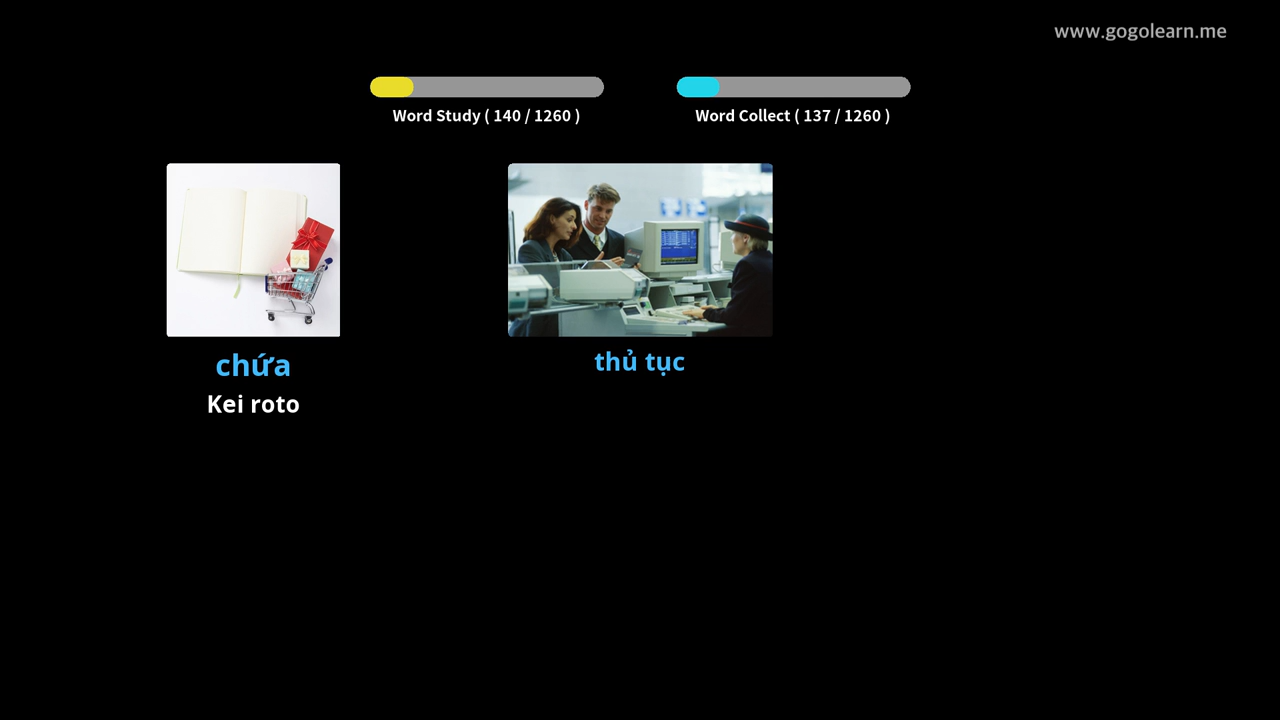 www.gogolearn.me
Word Study ( 140 / 1260 )
Word Collect ( 137 / 1260 )
chứa
Kei roto
thủ tục